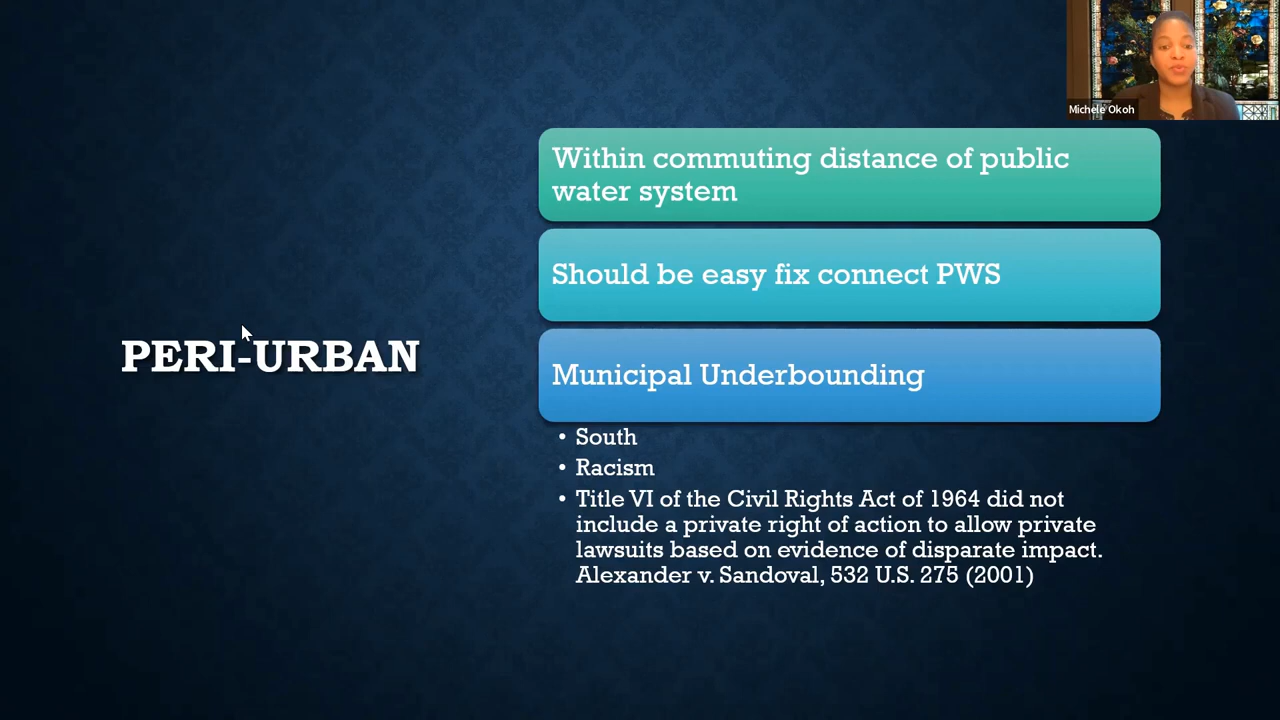 Michele Okoh
Within commuting distance of public
water system
Should be easy fix connect PWS
PERI-URBAN
Municipal Underbounding
• South
• Racism
• Title VI of the Civil Rights Act of 1964 did not
include a private right of action to allow private
lawsuits based on evidence of disparate impact.
Alexander v. Sandoval, 532 U.S. 275 (2001)